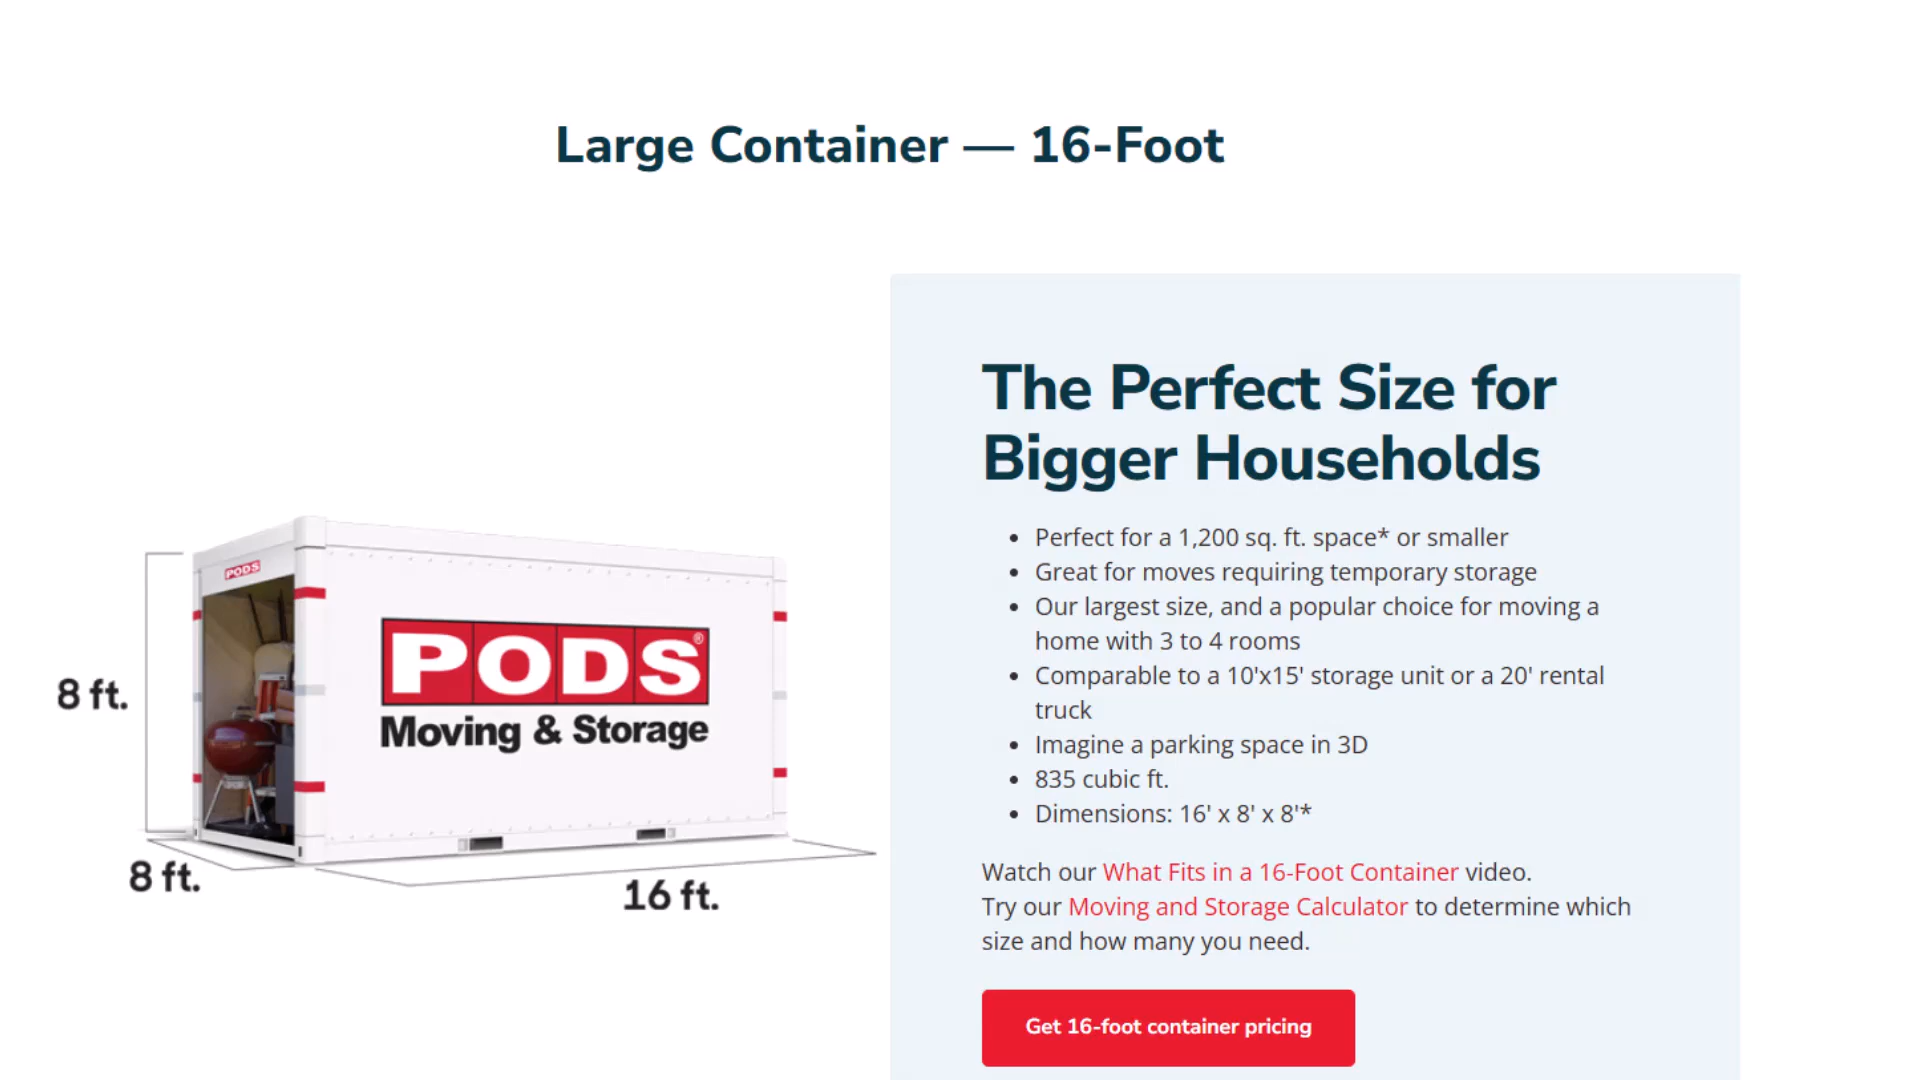 Large Container — 16-Foot
PODS
PODS®
Moving & Storage
8 ft.
8 ft.
16 ft.
The Perfect Size for
Bigger Households
• Perfect for a 1,200 sq. ft. space* or smaller
• Great for moves requiring temporary storage
• Our largest size, and a popular choice for moving a
home with 3 to 4 rooms
• Comparable to a 10'x15' storage unit or a 20' rental
truck
• Imagine a parking space in 3D
• 835 cubic ft.
• Dimensions: 16' x 8' x 8'*
Watch our What Fits in a 16-Foot Container video.
Try our Moving and Storage Calculator to determine which
size and how many you need.
Get 16-foot container pricing